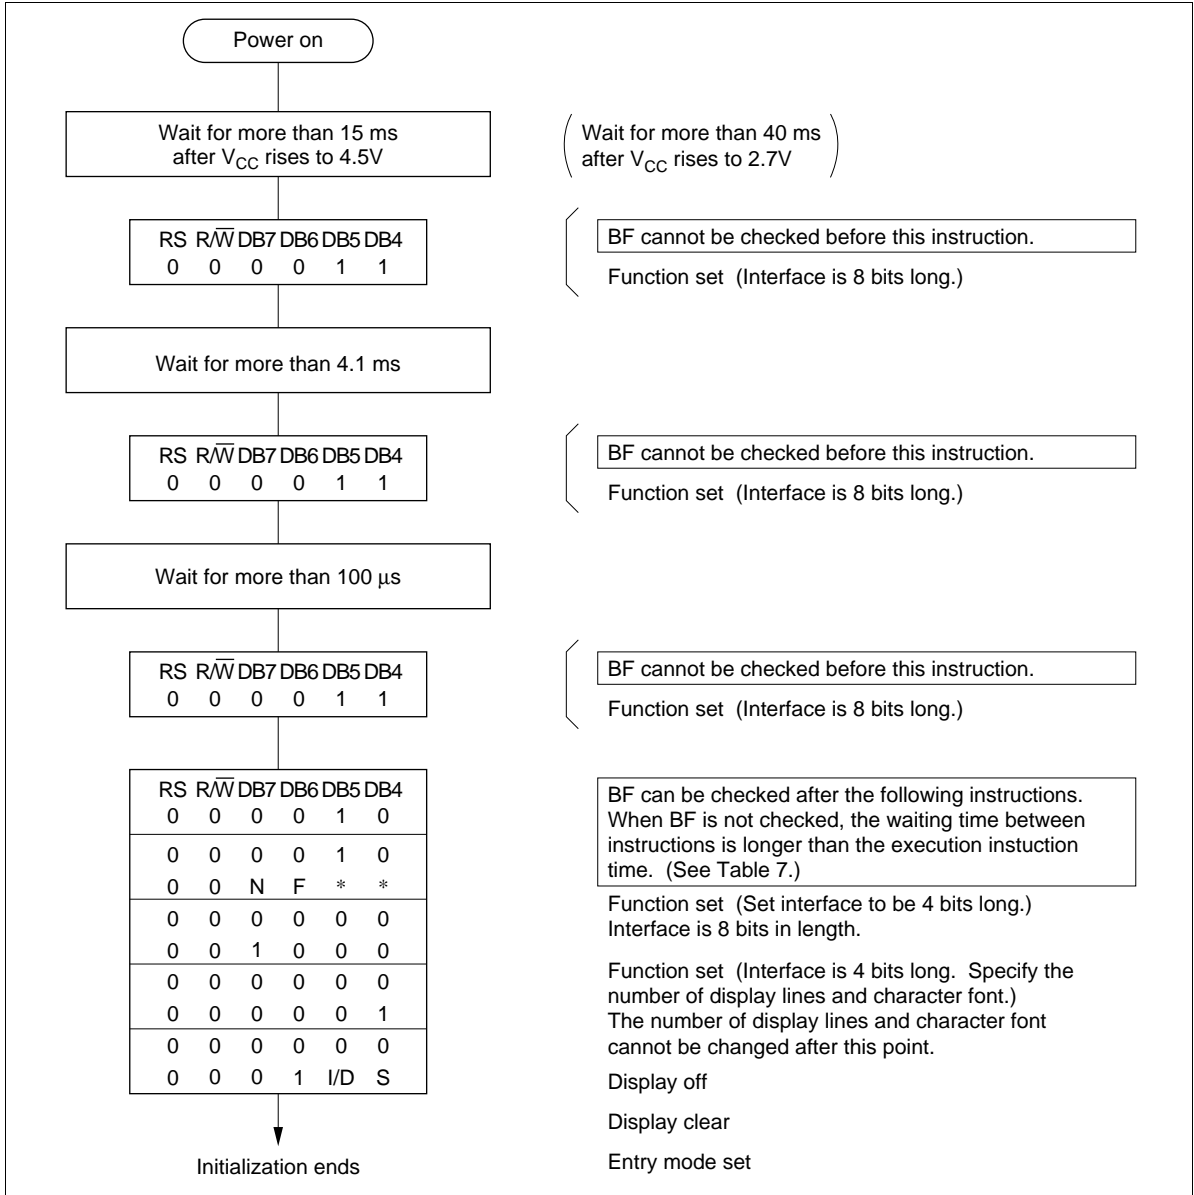 Power on
Wait for more than 15 ms
after VCC rises to 4.5V
Wait for more than 40 ms
after VCC rises to 2.7V
RS R/W̅ DB7 DB6 DB5 DB4
0 0 0 0 1 1
BF cannot be checked before this instruction.
Function set (Interface is 8 bits long.)
Wait for more than 4.1 ms
RS R/W̅ DB7 DB6 DB5 DB4
0 0 0 0 1 1
BF cannot be checked before this instruction.
Function set (Interface is 8 bits long.)
Wait for more than 100 μs
RS R/W̅ DB7 DB6 DB5 DB4
0 0 0 0 1 1
BF cannot be checked before this instruction.
Function set (Interface is 8 bits long.)
RS R/W̅ DB7 DB6 DB5 DB4
0 0 0 0 1 0
0 0 0 0 1 0
0 0 N F * *
0 0 0 0 0 0
0 0 1 0 0 0
0 0 0 0 0 0
0 0 0 0 0 1
0 0 0 0 0 0
0 0 0 1 I/D S
Initialization ends
BF can be checked after the following instructions.
When BF is not checked, the waiting time between
instructions is longer than the execution instuction
time. (See Table 7.)
Function set (Set interface to be 4 bits long.)
Interface is 8 bits in length.
Function set (Interface is 4 bits long. Specify the
number of display lines and character font.)
The number of display lines and character font
cannot be changed after this point.
Display off
Display clear
Entry mode set